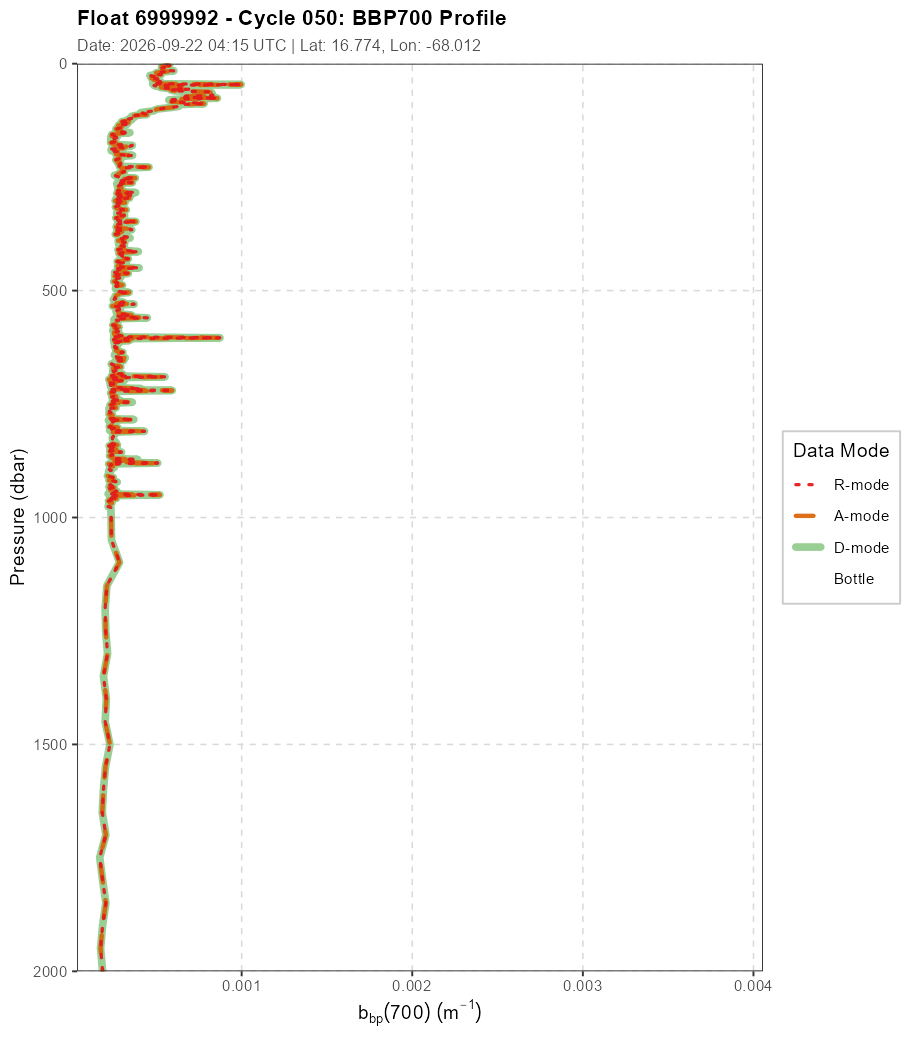 Float 6999992 - Cycle 050: BBP700 Profile
Date: 2026-09-22 04:15 UTC | Lat: 16.774, Lon: -68.012
0
500
1000
1500
2000
Pressure (dbar)
0.001
0.002
0.003
0.004
b_bp(700) (m⁻¹)
Data Mode
R-mode
A-mode
D-mode
Bottle